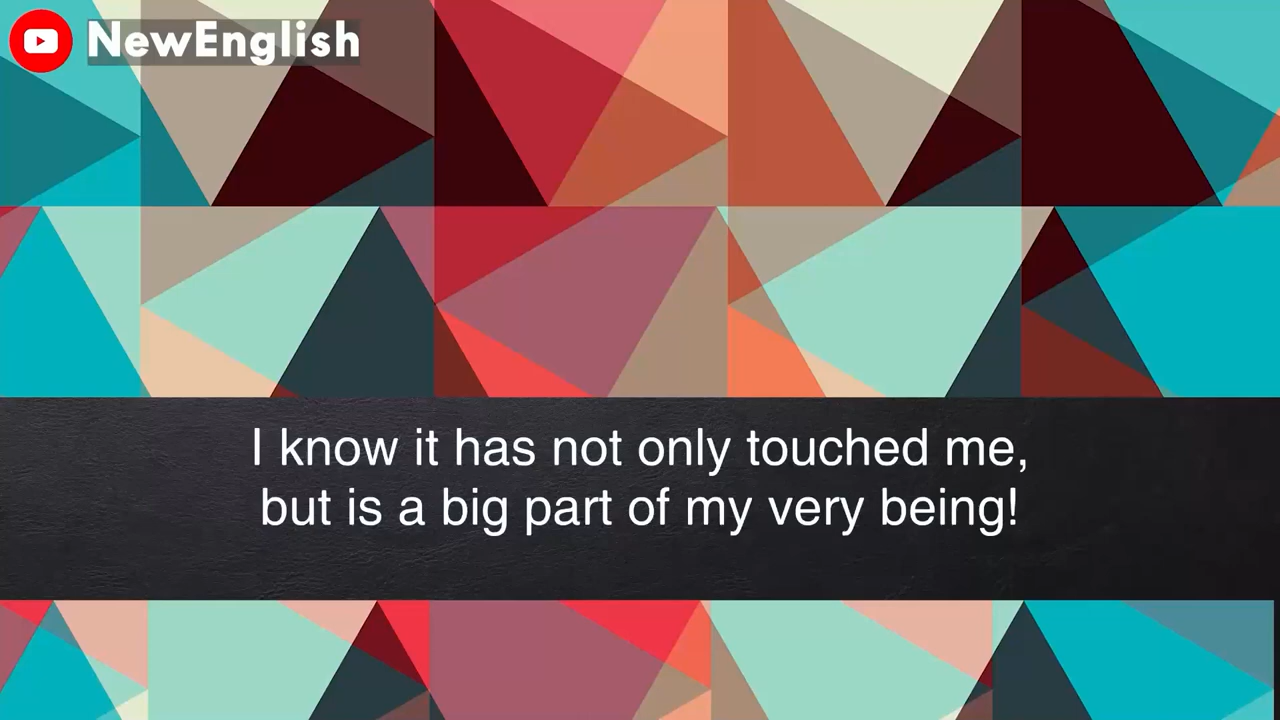 NewEnglish
I know it has not only touched me,
but is a big part of my very being!